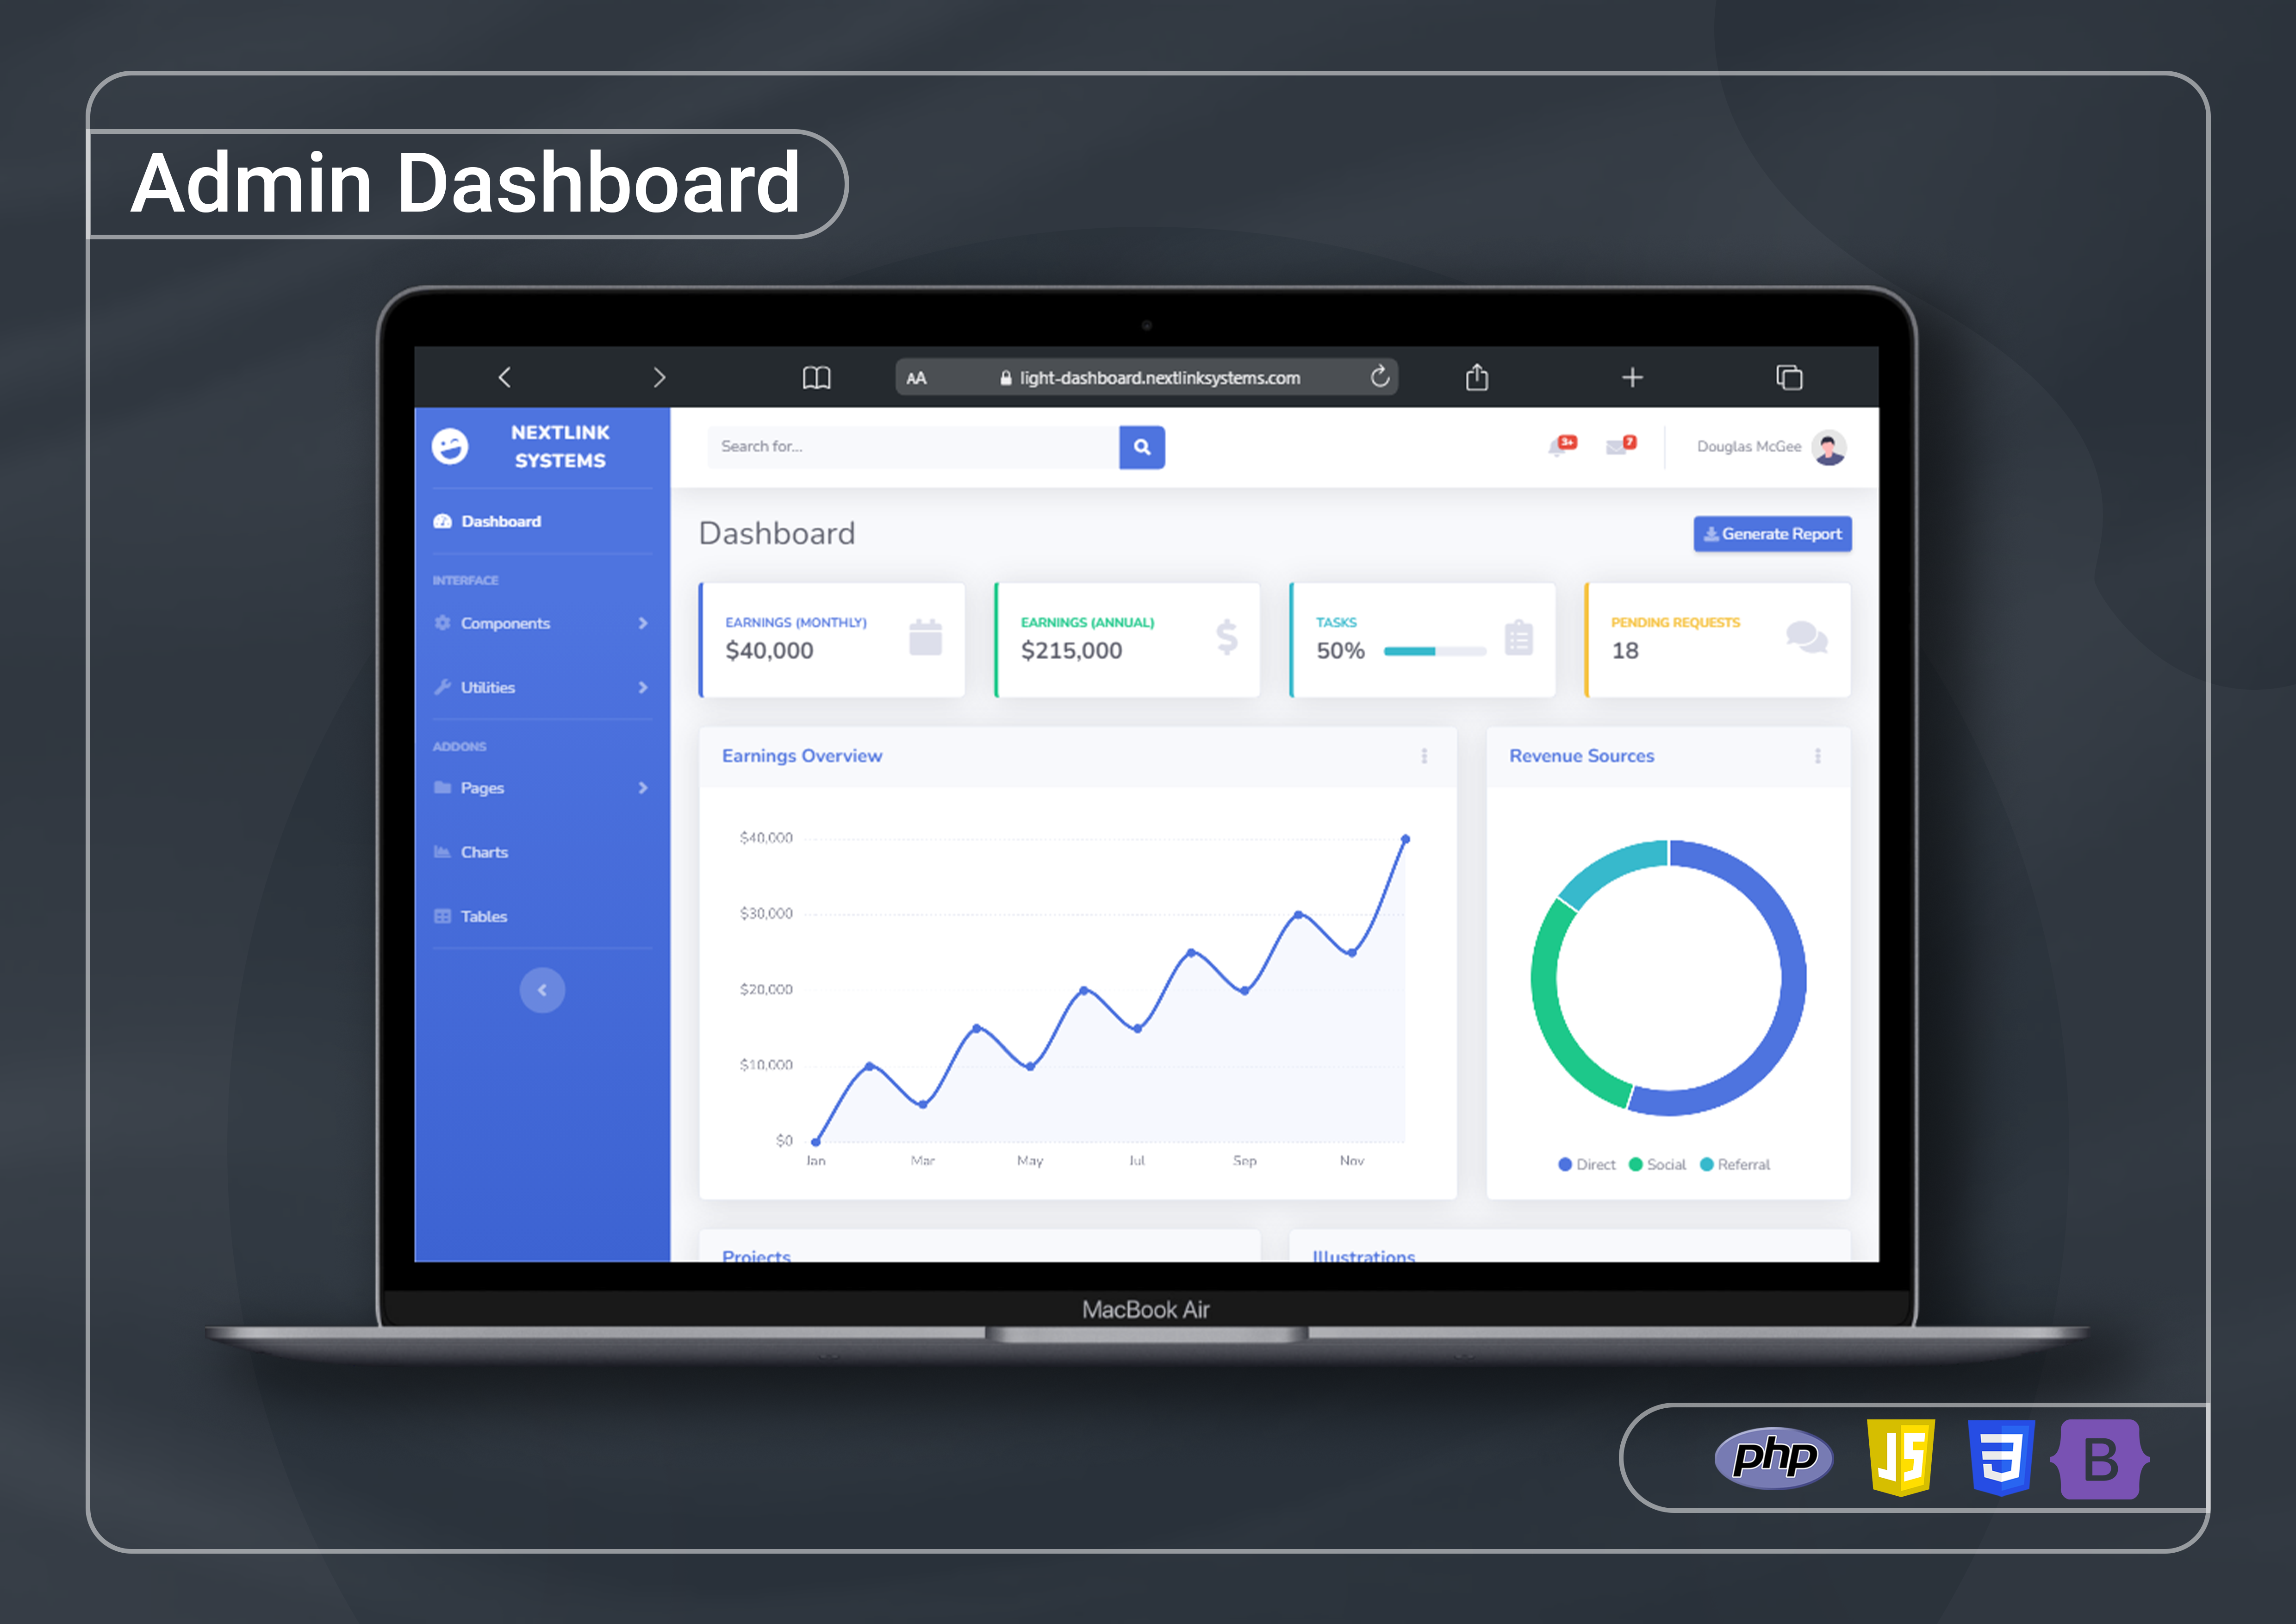 Admin Dashboard
AA light-dashboard.nextlinksystems.com
NEXTLINK
SYSTEMS
Search for...
3+
7
Douglas McGee
Dashboard
INTERFACE
Components
Utilities
ADDONS
Pages
Charts
Tables
Dashboard
Generate Report
EARNINGS (MONTHLY)
$40,000
EARNINGS (ANNUAL)
$215,000
TASKS
50%
PENDING REQUESTS
18
Earnings Overview
$40,000
$30,000
$20,000
$10,000
$0
Jan Mar May Jul Sep Nov
Revenue Sources
Direct Social Referral
Projects
Illustrations
MacBook Air
php JS 3 B